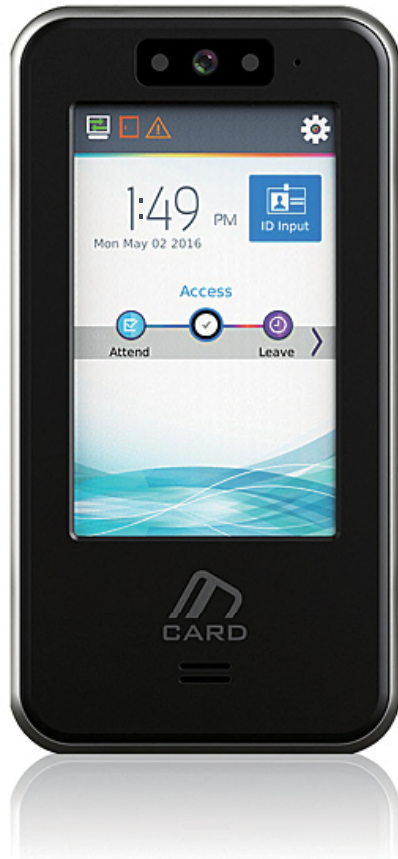 1:49 PM
ID Input
Mon May 02 2016
Access
Attend
Leave
CARD